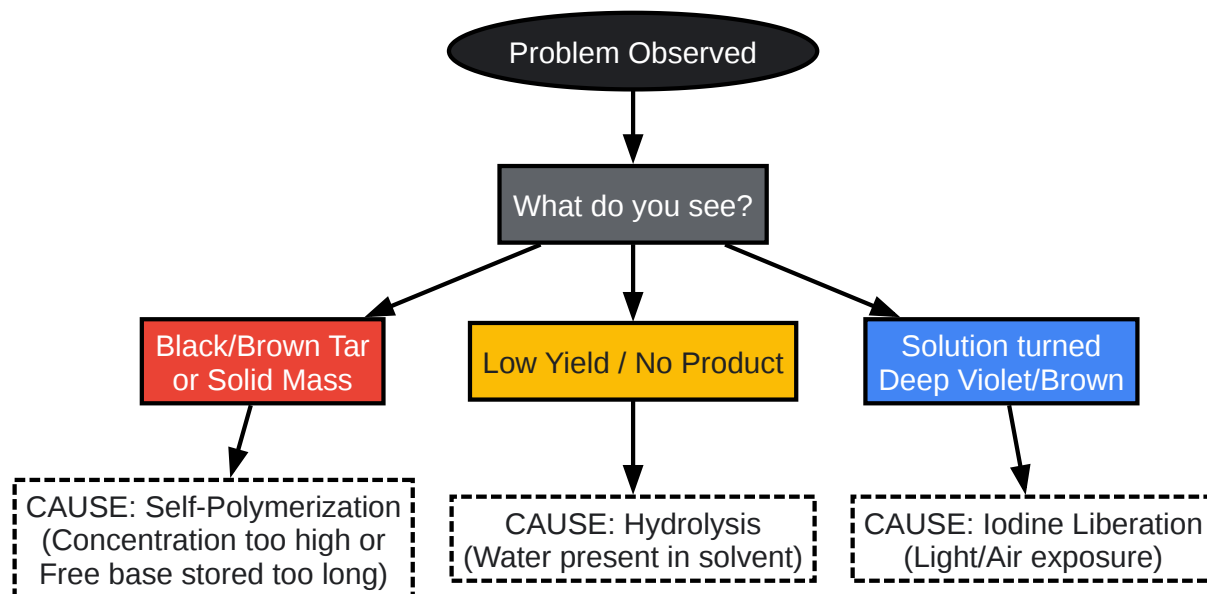 Problem Observed
What do you see?
Black/Brown Tar
or Solid Mass
Low Yield / No Product
Solution turned
Deep Violet/Brown
CAUSE: Self-Polymerization
(Concentration too high or
Free base stored too long)
CAUSE: Hydrolysis
(Water present in solvent)
CAUSE: Iodine Liberation
(Light/Air exposure)